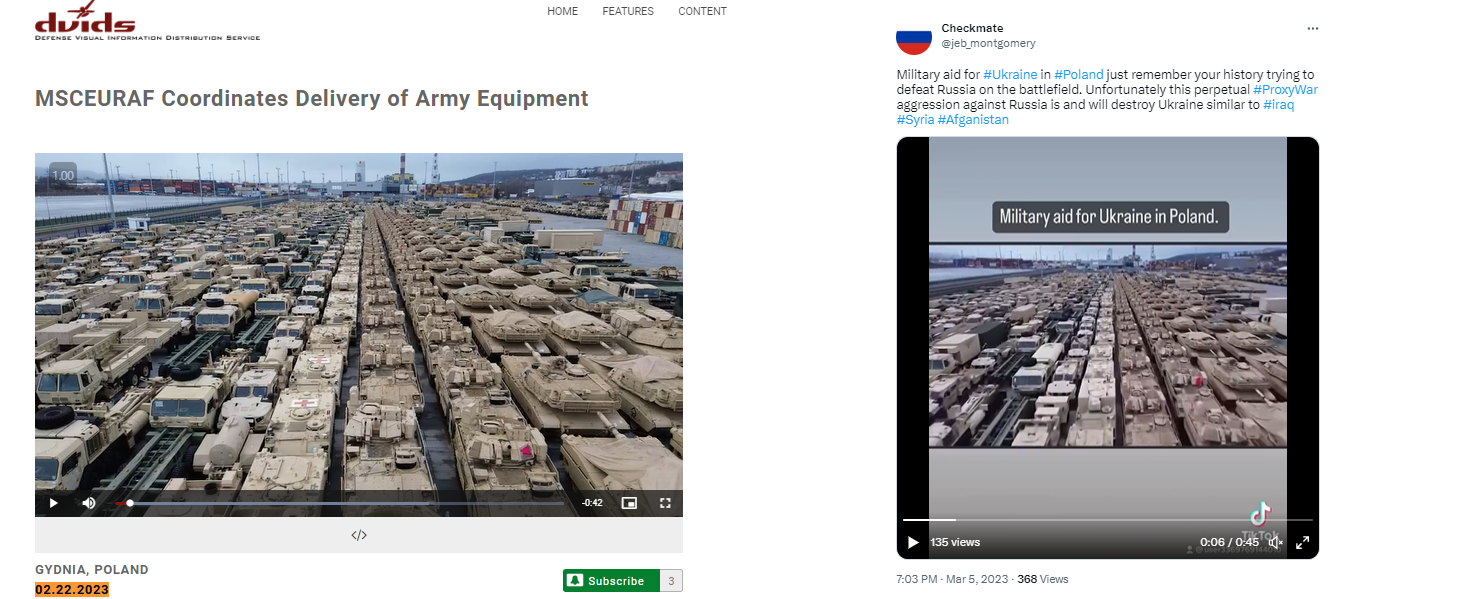 dvids
DEFENSE VISUAL INFORMATION DISTRIBUTION SERVICE
HOME FEATURES CONTENT
MSCEURAF Coordinates Delivery of Army Equipment
1.00
-0:42
</>
GYDNIA, POLAND
02.22.2023
Subscribe 3
Checkmate
@jeb_montgomery
Military aid for #Ukraine in #Poland just remember your history trying to
defeat Russia on the battlefield. Unfortunately this perpetual #ProxyWar
aggression against Russia is and will destroy Ukraine similar to #iraq
#Syria #Afganistan
Military aid for Ukraine in Poland.
TikTok
135 views
0:06 / 0:45
7:03 PM · Mar 5, 2023 · 368 Views